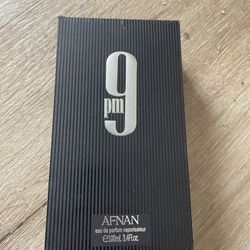 9
pm
AFNAN
eau de parfum vaporisateur
℮100ml, 3.4Fl.oz